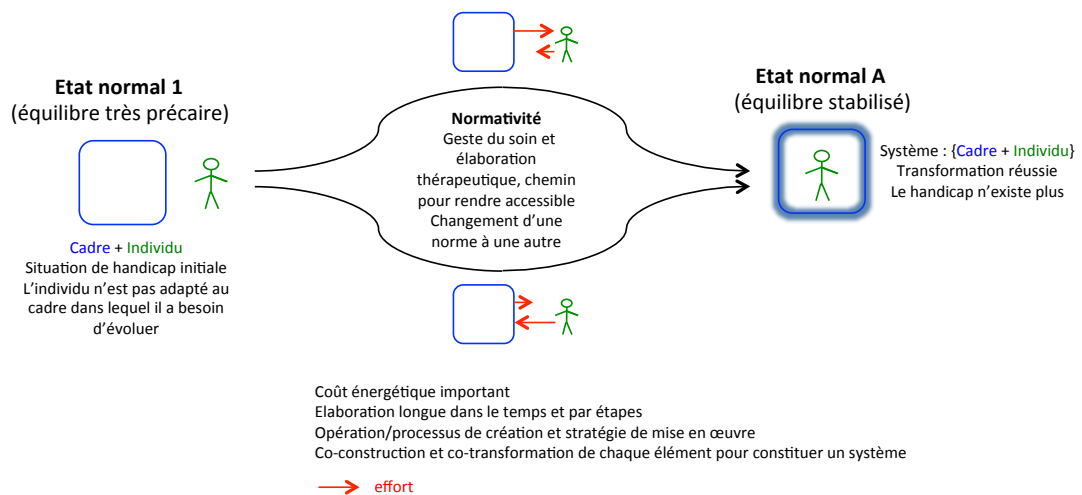 Etat normal 1
(équilibre très précaire)
Cadre + Individu
Situation de handicap initiale
L'individu n'est pas adapté au
cadre dans lequel il a besoin
d'évoluer
Normativité
Geste du soin et
élaboration
thérapeutique, chemin
pour rendre accessible
Changement d'une
norme à une autre
Etat normal A
(équilibre stabilisé)
Système : {Cadre + Individu}
Transformation réussie
Le handicap n'existe plus
Coût énergétique important
Elaboration longue dans le temps et par étapes
Opération/processus de création et stratégie de mise en œuvre
Co-construction et co-transformation de chaque élément pour constituer un système
effort